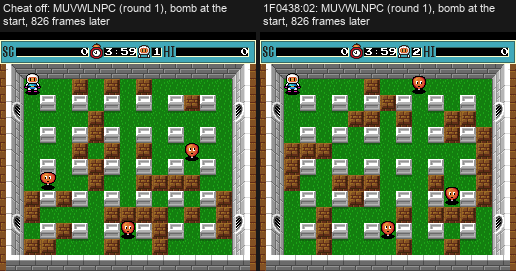 Cheat off: MUVWLNPC (round 1), bomb at the
start, 826 frames later
1F0438:02: MUVWLNPC (round 1), bomb at the
start, 826 frames later
SC 0 3:59 1 HI 0
SC 0 3:59 2 HI 0